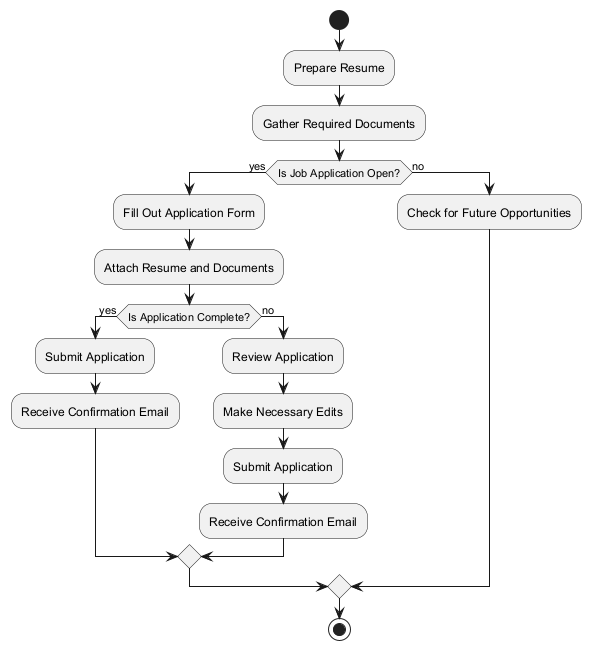 Prepare Resume
Gather Required Documents
yes
Is Job Application Open?
no
Fill Out Application Form
Check for Future Opportunities
Attach Resume and Documents
yes
Is Application Complete?
no
Submit Application
Review Application
Receive Confirmation Email
Make Necessary Edits
Submit Application
Receive Confirmation Email